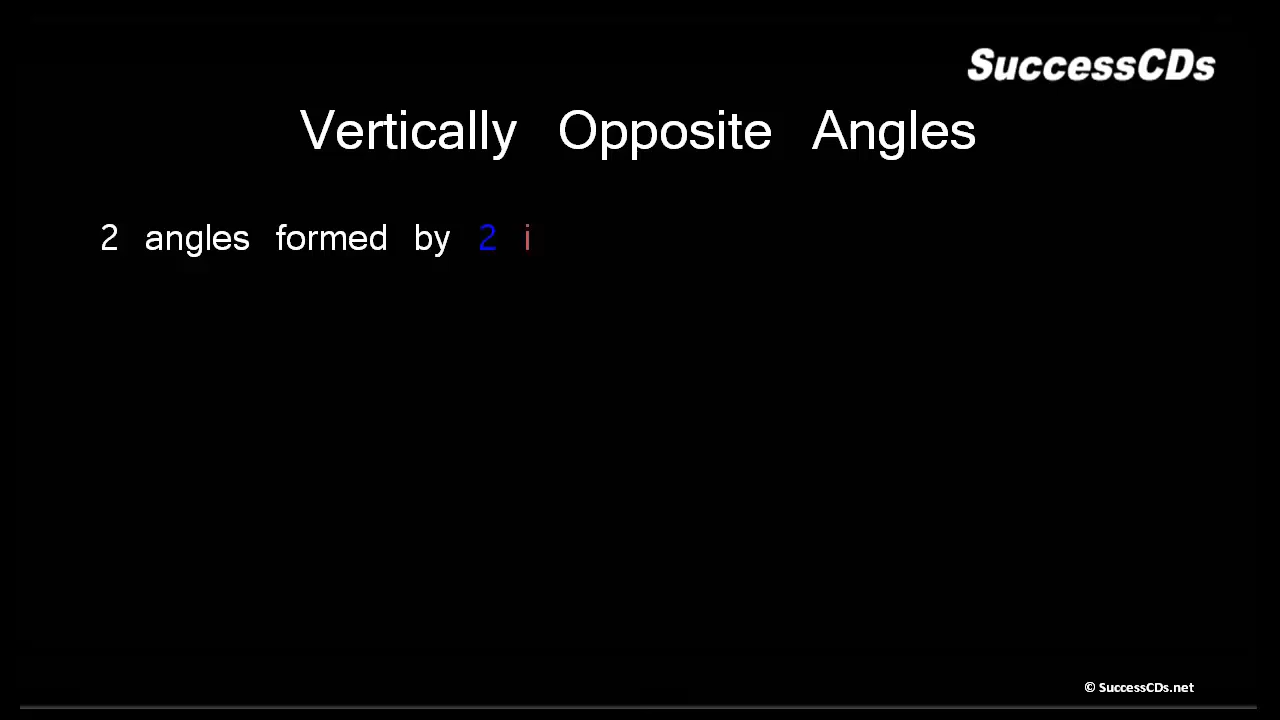 SuccessCDs
Vertically Opposite Angles
2 angles formed by 2 i
© SuccessCDs.net